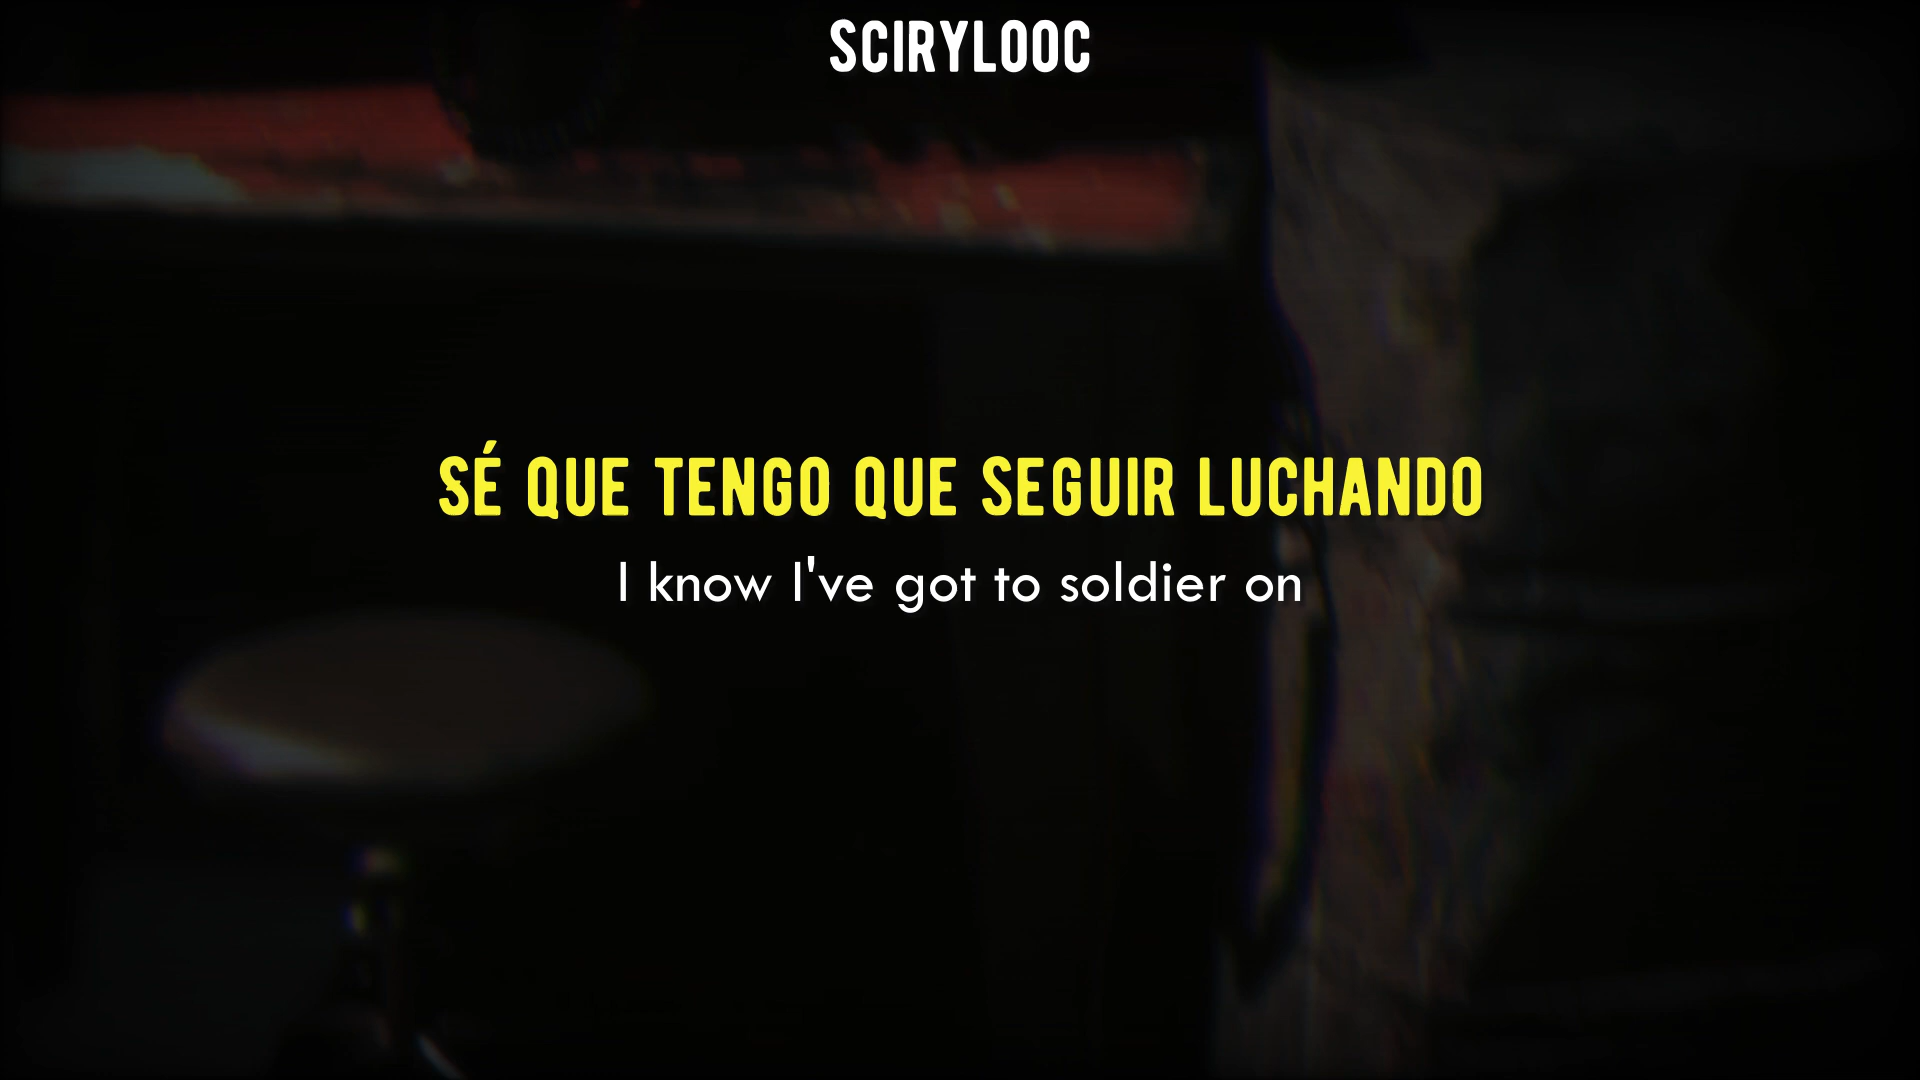 SCIRYLOOC
SÉ QUE TENGO QUE SEGUIR LUCHANDO
I know I've got to soldier on